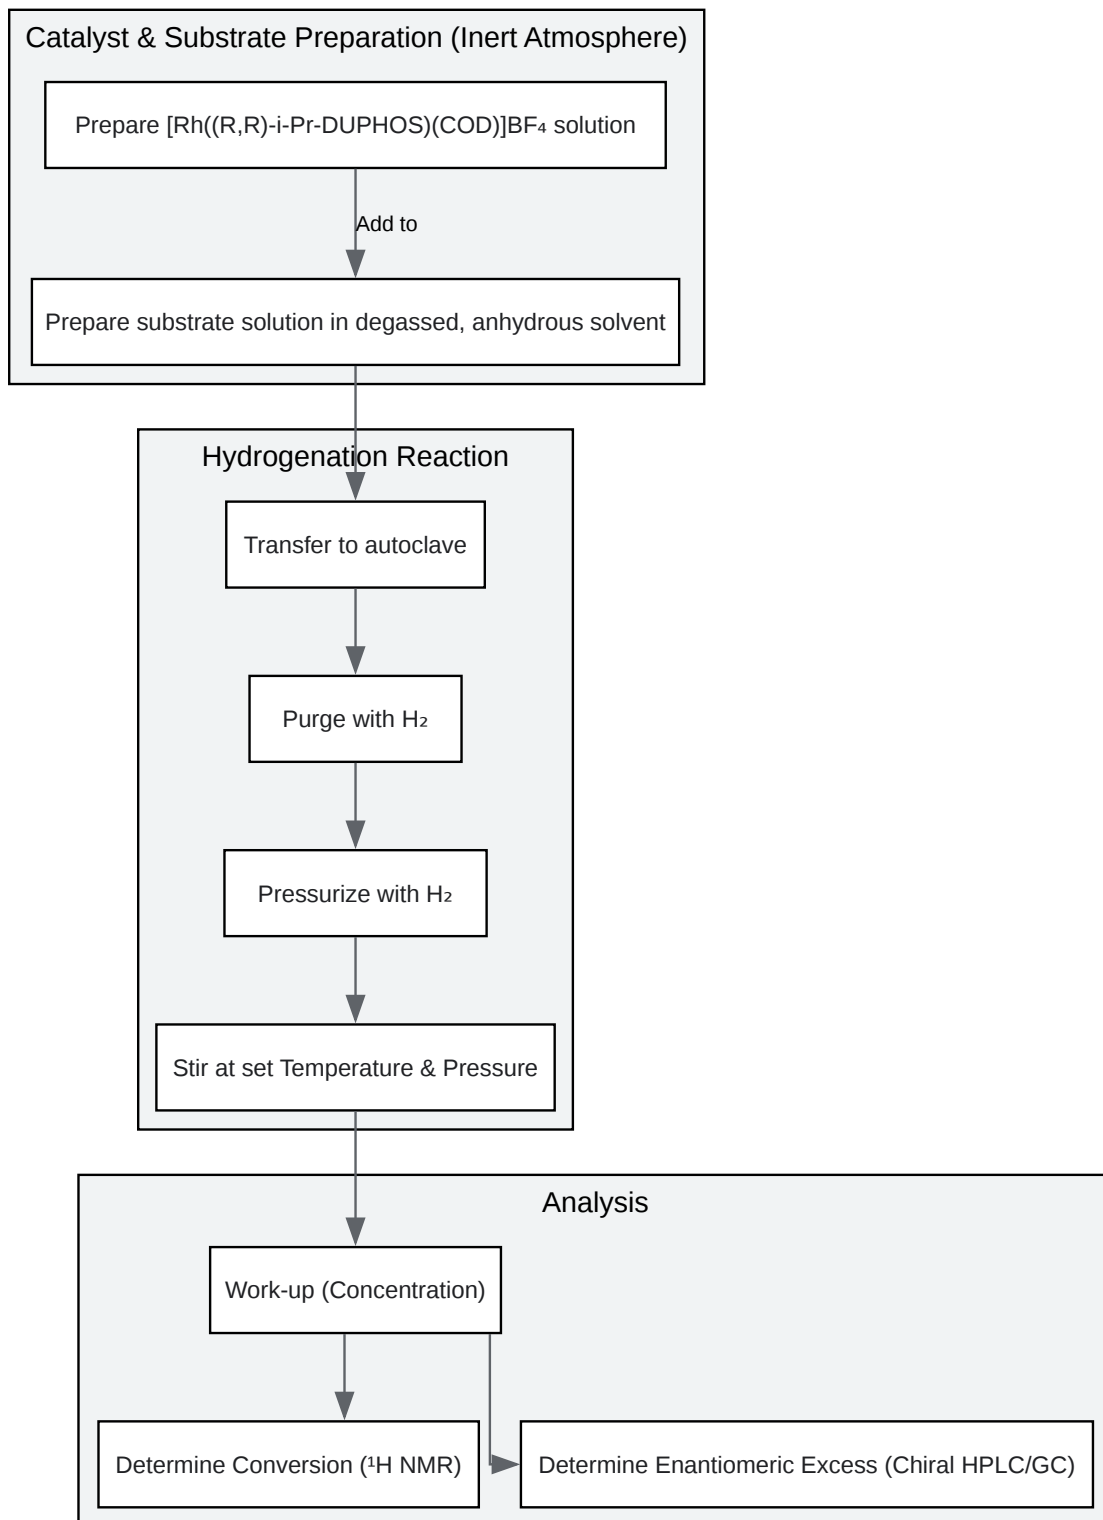 Catalyst & Substrate Preparation (Inert Atmosphere)
Prepare [Rh((R,R)-i-Pr-DUPHOS)(COD)]BF₄ solution
Add to
Prepare substrate solution in degassed, anhydrous solvent
Hydrogenation Reaction
Transfer to autoclave
Purge with H₂
Pressurize with H₂
Stir at set Temperature & Pressure
Analysis
Work-up (Concentration)
Determine Conversion (¹H NMR)
Determine Enantiomeric Excess (Chiral HPLC/GC)